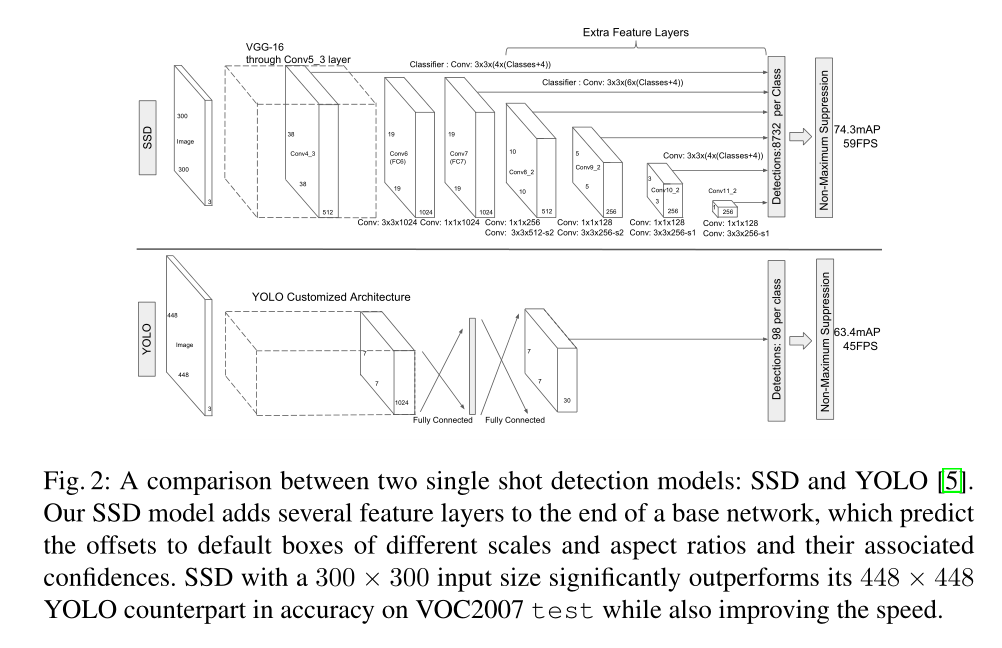 Extra Feature Layers
VGG-16
through Conv5_3 layer
Classifier : Conv: 3x3x(4x(Classes+4))
Classifier : Conv: 3x3x(6x(Classes+4))
SSD
300
Image
300
3
38
Conv4_3
38
512
19
Conv6
(FC6)
19
1024
19
Conv7
(FC7)
19
1024
10
Conv8_2
10
512
5
Conv9_2
5
256
Conv: 3x3x(4x(Classes+4))
3
Conv10_2
3
256
Conv11_2
1
256
Detections:8732 per Class
Non-Maximum Suppression
74.3mAP
59FPS
Conv: 3x3x1024
Conv: 1x1x1024
Conv: 1x1x256
Conv: 3x3x512-s2
Conv: 1x1x128
Conv: 3x3x256-s2
Conv: 1x1x128
Conv: 3x3x256-s1
Conv: 1x1x128
Conv: 3x3x256-s1
YOLO
448
Image
448
3
YOLO Customized Architecture
7
7
1024
Fully Connected
Fully Connected
7
7
30
Detections: 98 per class
Non-Maximum Suppression
63.4mAP
45FPS
Fig. 2: A comparison between two single shot detection models: SSD and YOLO [5].
Our SSD model adds several feature layers to the end of a base network, which predict
the offsets to default boxes of different scales and aspect ratios and their associated
confidences. SSD with a 300 × 300 input size significantly outperforms its 448 × 448
YOLO counterpart in accuracy on VOC2007 test while also improving the speed.